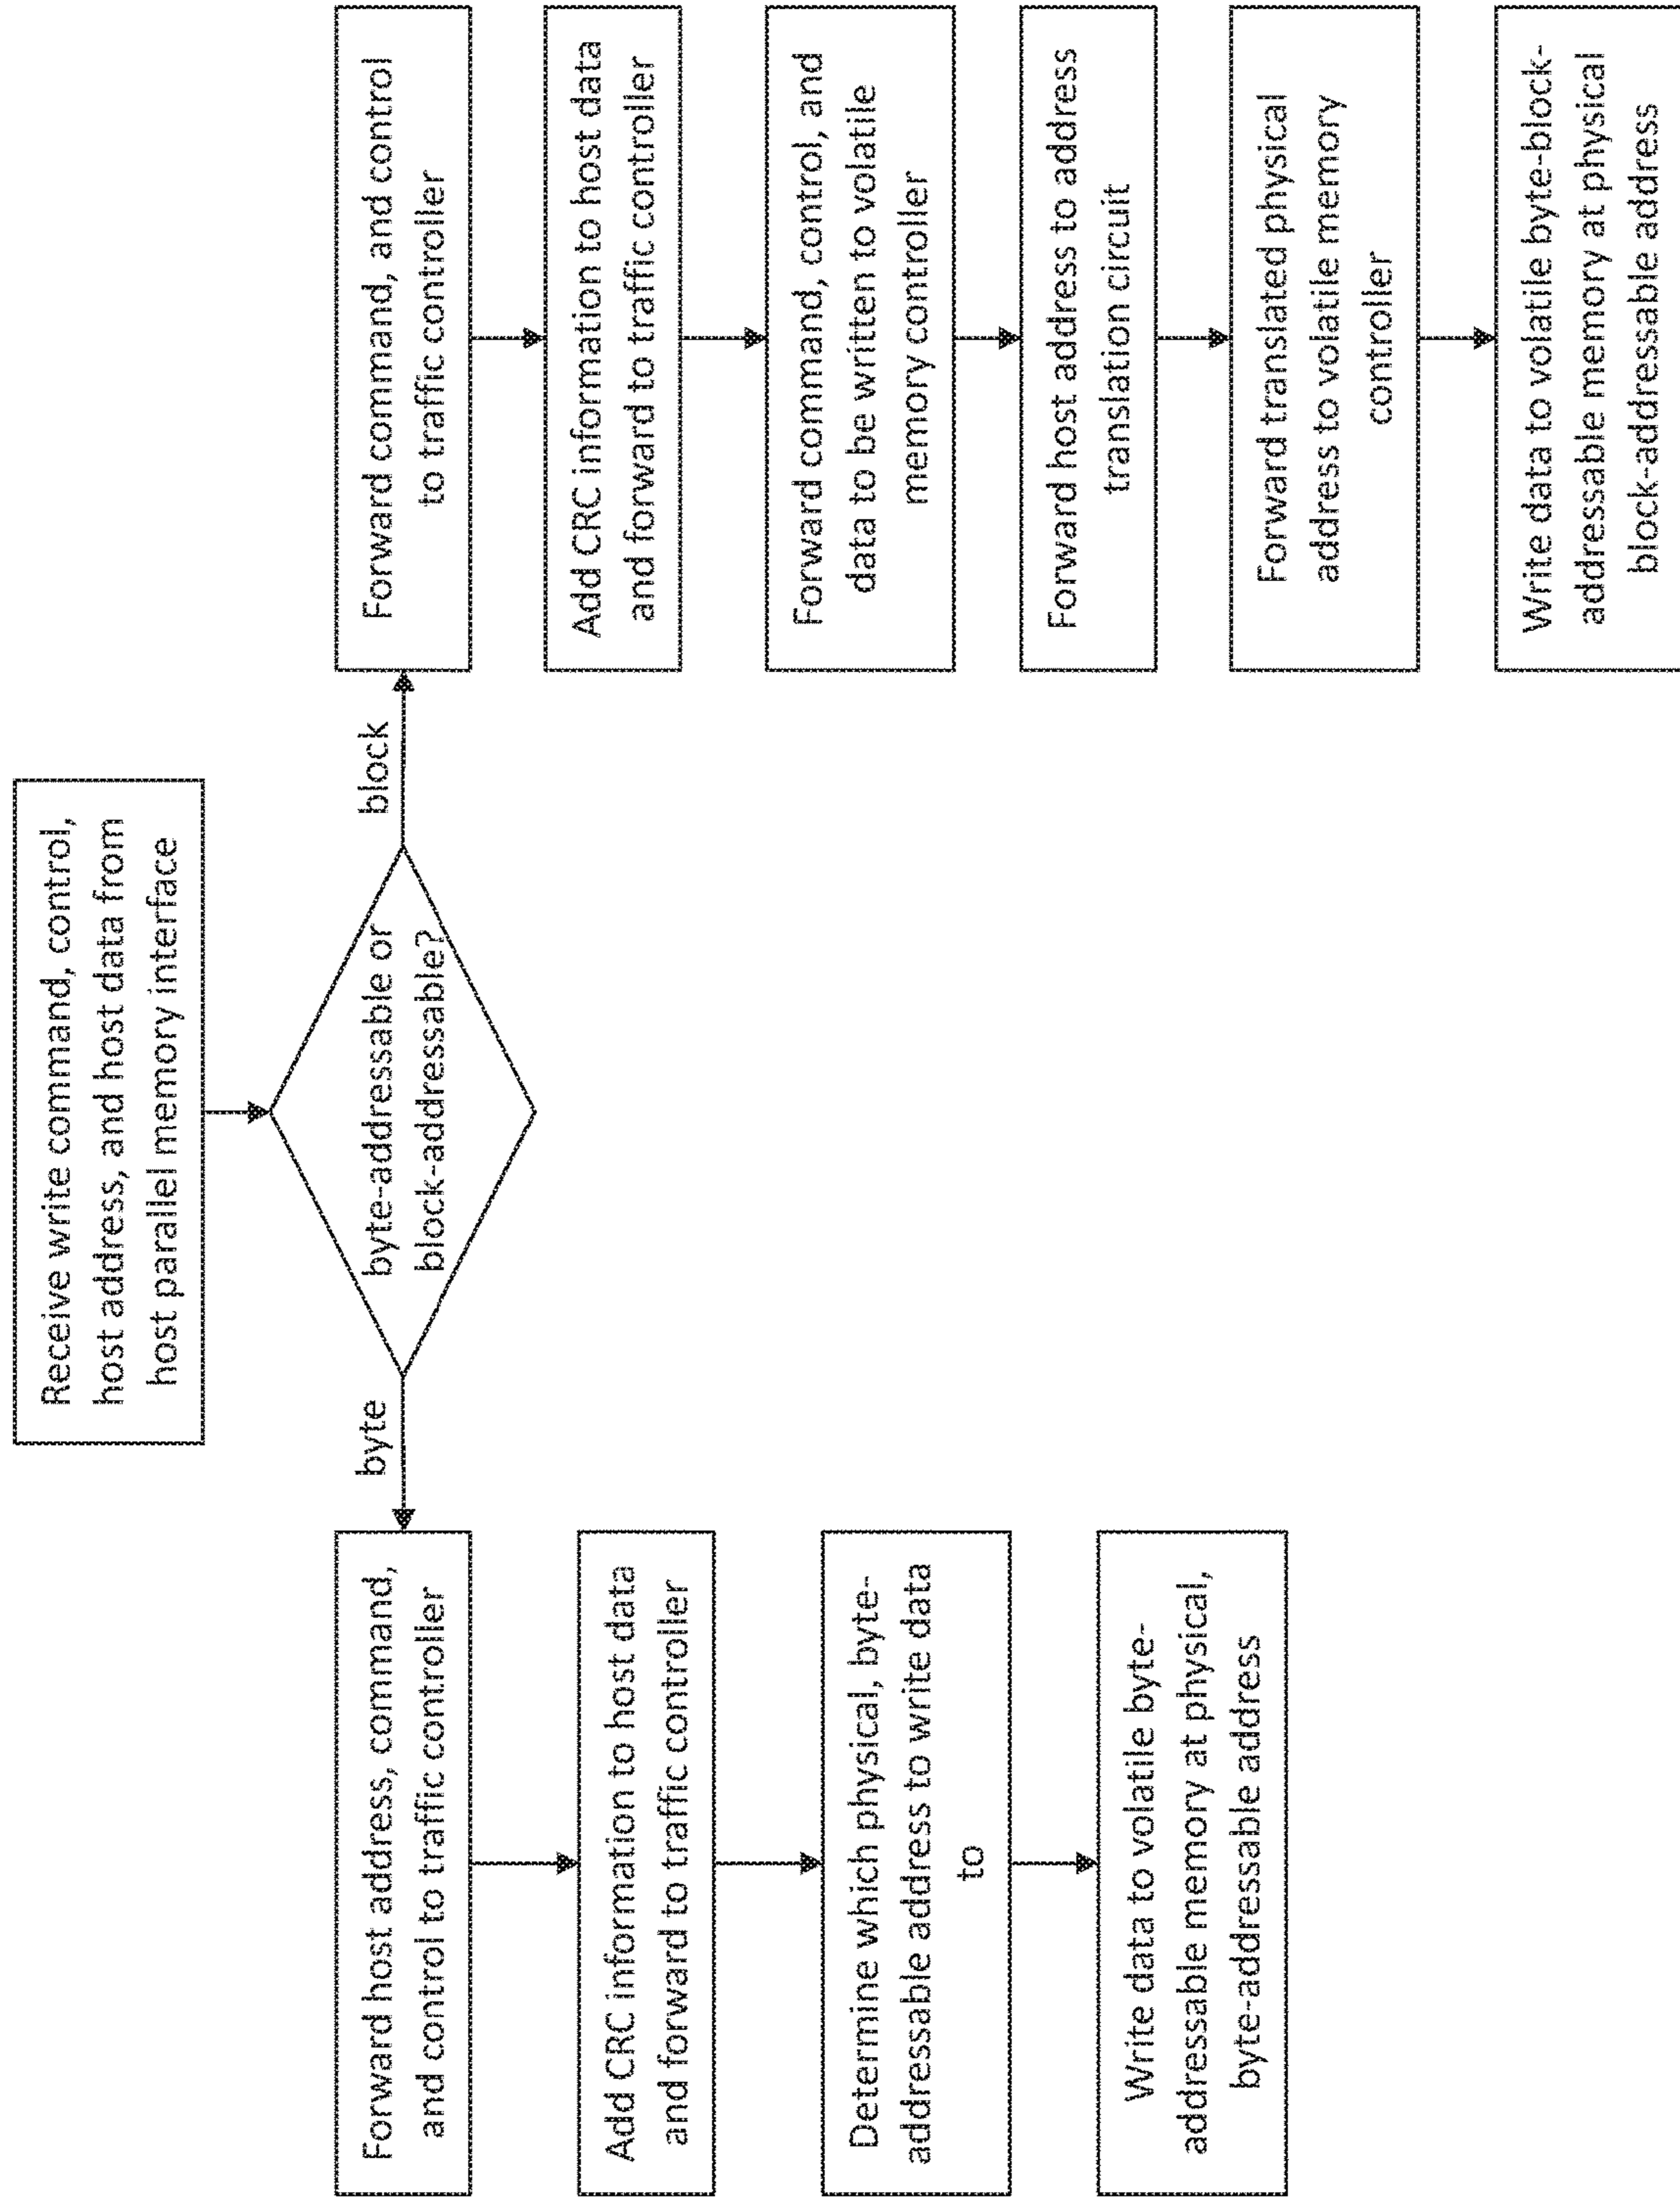 Receive write command, control,
host address, and host data from
host parallel memory interface
byte-addressable or
block-addressable?
byte
block
Forward host address, command,
and control to traffic controller
Add CRC information to host data
and forward to traffic controller
Determine which physical, byte-
addressable address to write data
to
Write data to volatile byte-
addressable memory at physical,
byte-addressable address
Forward command, and control
to traffic controller
Add CRC information to host data
and forward to traffic controller
Forward command, control, and
data to be written to volatile
memory controller
Forward host address to address
translation circuit
Forward translated physical
address to volatile memory
controller
Write data to volatile byte-block-
addressable memory at physical
block-addressable address